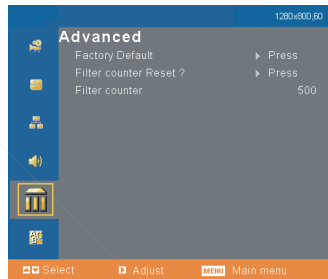 1280x800,60
Advanced
Factory Default Press
Filter counter Reset ? Press
Filter counter 500
Select Adjust MENU Main menu